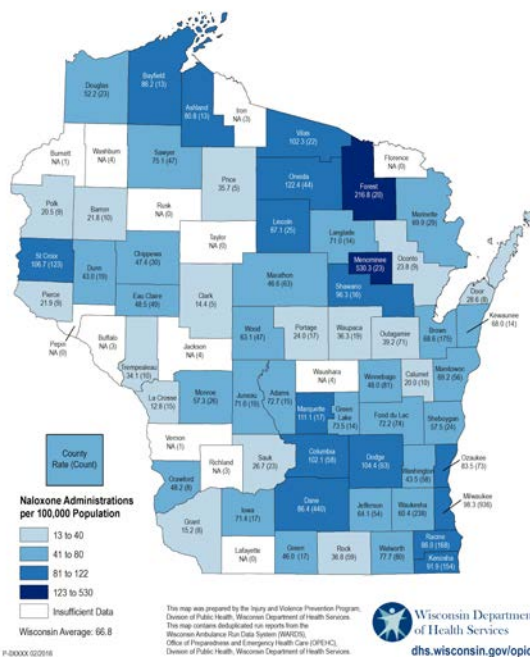 Douglas
52.2 (23)
Bayfield
86.2 (13)
Ashland
80.8 (13)
Iron
NA (3)
Vilas
102.3 (22)
Burnett
NA (1)
Washburn
NA (4)
Sawyer
75.1 (47)
Price
35.7 (5)
Oneida
122.4 (44)
Forest
216.8 (20)
Florence
NA (0)
Polk
20.5 (9)
Barron
21.8 (10)
Rusk
NA (0)
Taylor
NA (0)
Lincoln
87.1 (25)
Langlade
71.0 (14)
Marinette
69.9 (29)
Oconto
23.8 (9)
St Croix
Dunn
43.0 (19)
Chippewa
47.4 (30)
Marathon
46.6 (63)
Menominee
530.3 (23)
Shawano
96.3 (16)
Door
28.6 (8)
Pierce
21.9 (9)
Eau Claire
48.5 (49)
Clark
14.4 (5)
Kewaunee
68.0 (14)
Pepin
NA (0)
Buffalo
NA (3)
Jackson
NA (4)
Wood
63.1 (47)
Portage
24.0 (17)
Waupaca
36.3 (19)
Outagamie
39.2 (71)
Brown
68.6 (175)
Trempealeau
34.1 (10)
La Crosse
12.8 (15)
Monroe
57.3 (26)
Juneau
71.0 (19)
Adams
72.7 (15)
Waushara
NA (4)
Winnebago
48.0 (81)
Calumet
20.0 (10)
Manitowoc
69.2 (56)
Marquette
111.1 (17)
Green
Lake
73.5 (14)
Fond du Lac
72.2 (74)
Sheboygan
57.5 (24)
Vernon
NA (1)
Richland
NA (3)
Sauk
26.7 (23)
Columbia
102.1 (58)
Dodge
104.4 (93)
Washington
43.5 (58)
Ozaukee
83.5 (73)
Crawford
48.2 (8)
Grant
15.2 (8)
Iowa
71.4 (17)
Dane
86.4 (440)
Jefferson
64.1 (54)
Waukesha
60.4 (238)
Milwaukee
98.3 (936)
Lafayette
NA (0)
Green
46.0 (17)
Rock
36.8 (59)
Walworth
77.7 (80)
Racine
Kenosha
91.9 (154)
County
Rate (Count)
Naloxone Administrations
per 100,000 Population
13 to 40
41 to 80
81 to 122
123 to 530
Insufficient Data
Wisconsin Average: 66.8
This map was prepared by the Injury and Violence Prevention Program,
Division of Public Health, Wisconsin Department of Health Services.
This map contains deduplicated run reports from the
Wisconsin Ambulance Run Data System (WARDS),
Office of Preparedness and Emergency Health Care (OPEHC),
Division of Public Health, Wisconsin Department of Health Services.
Wisconsin Department
of Health Services
dhs.wisconsin.gov/opio
P-0XXXX 02/2018